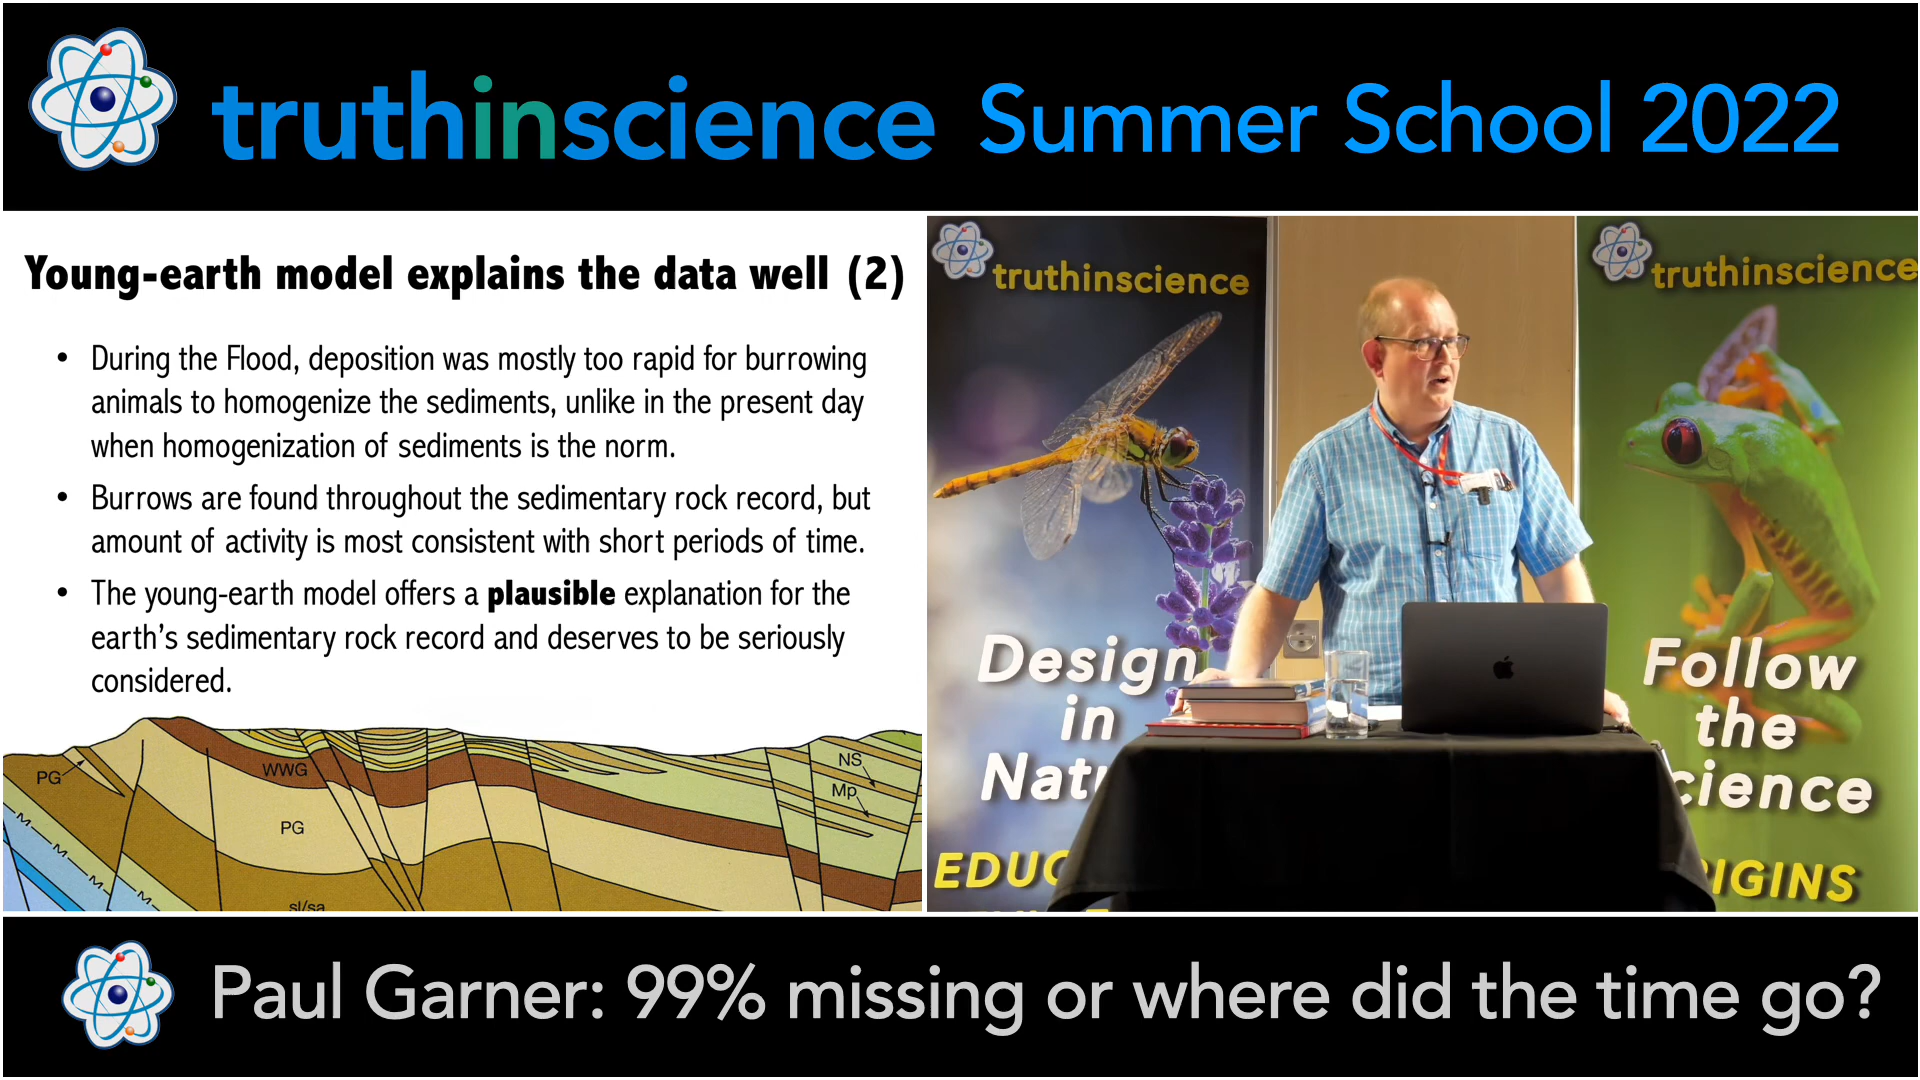 truthinscience Summer School 2022
Young-earth model explains the data well (2)
• During the Flood, deposition was mostly too rapid for burrowing
animals to homogenize the sediments, unlike in the present day
when homogenization of sediments is the norm.
• Burrows are found throughout the sedimentary rock record, but
amount of activity is most consistent with short periods of time.
• The young-earth model offers a plausible explanation for the
earth's sedimentary rock record and deserves to be seriously
considered.
PG
WWG
PG
NS
Mp
M
M
M
M
sl/sa
truthinscience
Design
in
Natu
EDUC
truthinscience
Follow
the
cience
IGINS
Paul Garner: 99% missing or where did the time go?